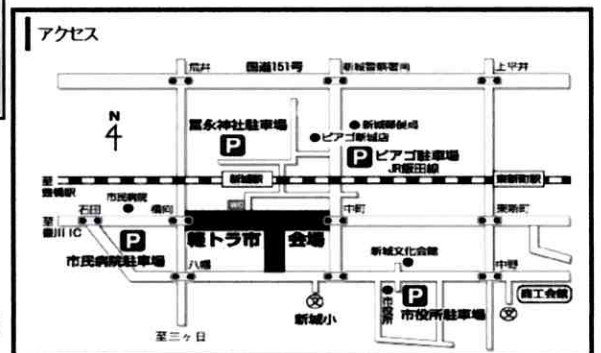 アクセス
荒井
国道151号
新城警察署南
上平井
N
富永神社駐車場
P
新城郵便局
ピアゴ新城店
P
ピアゴ駐車場
JR飯田線
至
豊橋駅
新城駅
東新町駅
市民病院
石田
橋向
中町
東新町
至
豊川IC
P
市民病院駐車場
軽トラ市 会場
八幡
新城文化会館
中野
商工会館
文
新城小
市役所
P
市役所駐車場
文
至三ヶ日